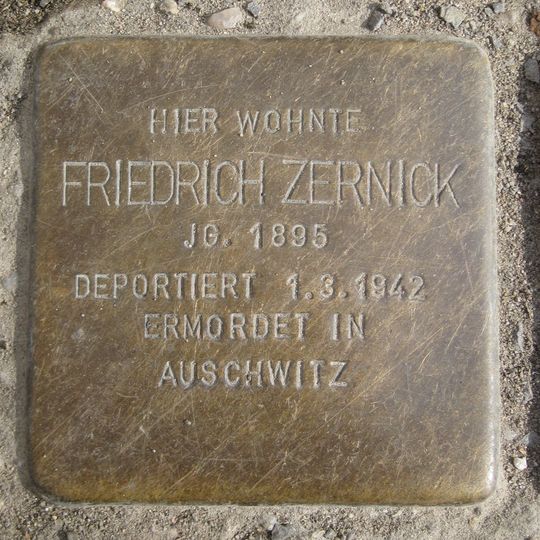 HIER WOHNTE
FRIEDRICH ZERNICK
JG. 1895
DEPORTIERT 1.3.1942
ERMORDET IN
AUSCHWITZ